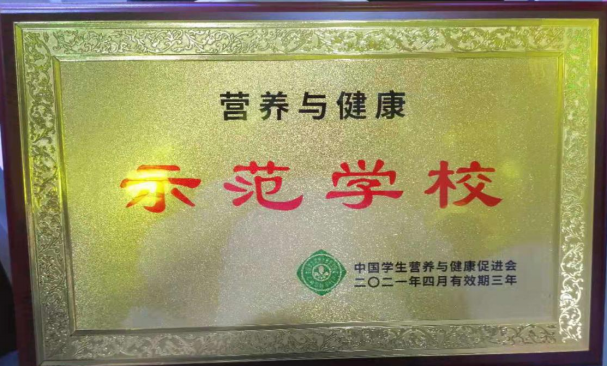 营养与健康
示范学校
中国学生营养与健康促进会
二〇二一年四月有效期三年